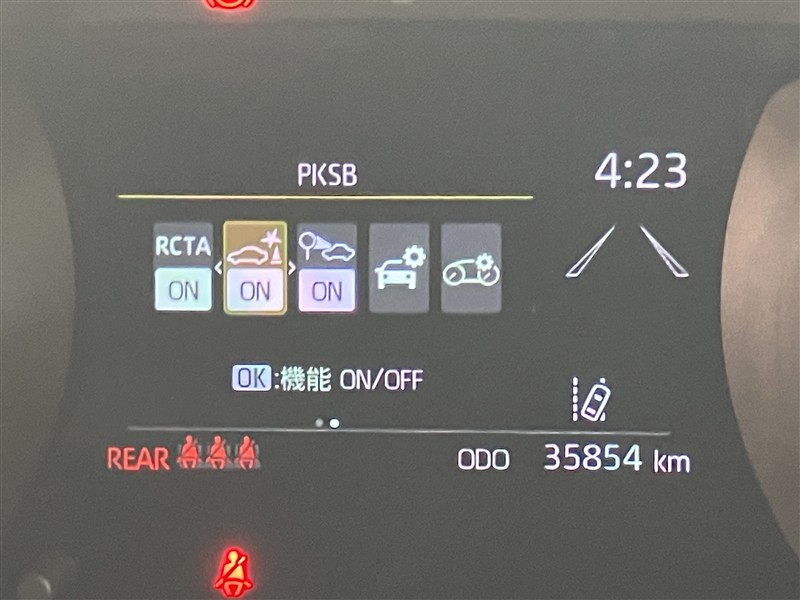 PKSB
4:23
RCTA
ON
ON
ON
OK:機能 ON/OFF
REAR
ODO 35854 km